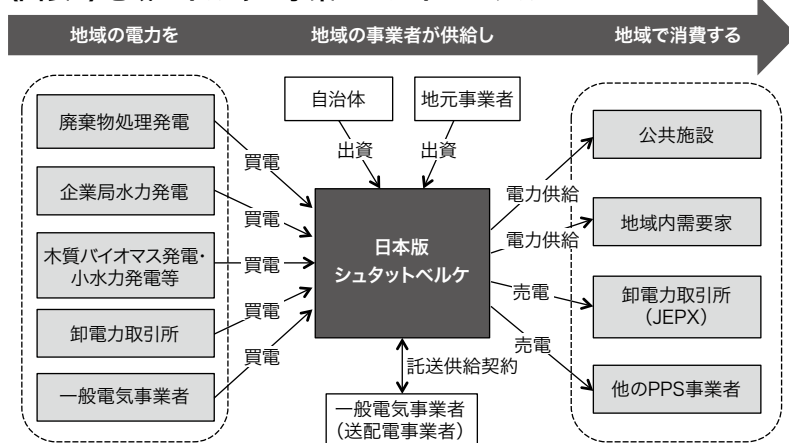 地域の電力を
地域の事業者が供給し
地域で消費する
廃棄物処理発電
企業局水力発電
木質バイオマス発電・
小水力発電等
卸電力取引所
一般電気事業者
買電
買電
買電
買電
買電
自治体
地元事業者
出資
出資
日本版
シュタットベルケ
託送供給契約
一般電気事業者
（送配電事業者）
電力供給
電力供給
売電
売電
公共施設
地域内需要家
卸電力取引所
（JEPX）
他のPPS事業者